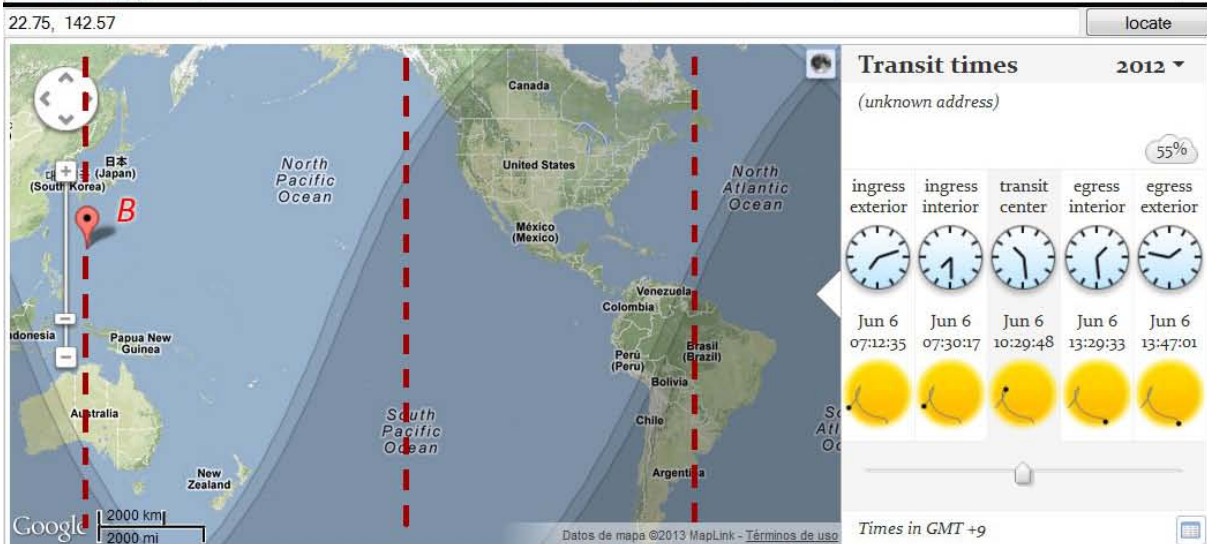 22.75, 142.57
locate
Transit times
2012
(unknown address)
55%
ingress exterior
ingress interior
transit center
egress interior
egress exterior
Jun 6 07:12:35
Jun 6 07:30:17
Jun 6 10:29:48
Jun 6 13:29:33
Jun 6 13:47:01
Times in GMT +9
Canada
United States
North Pacific Ocean
North Atlantic Ocean
日本
(Japan)
(South Korea)
B
México
(Mexico)
Venezuela
Colombia
Perú
(Peru)
Brasil
(Brazil)
Bolivia
Chile
Argentina
Papua New Guinea
Australia
South Pacific Ocean
New Zealand
Google
2000 km
2000 mi
Datos de mapa ©2013 MapLink - Términos de uso